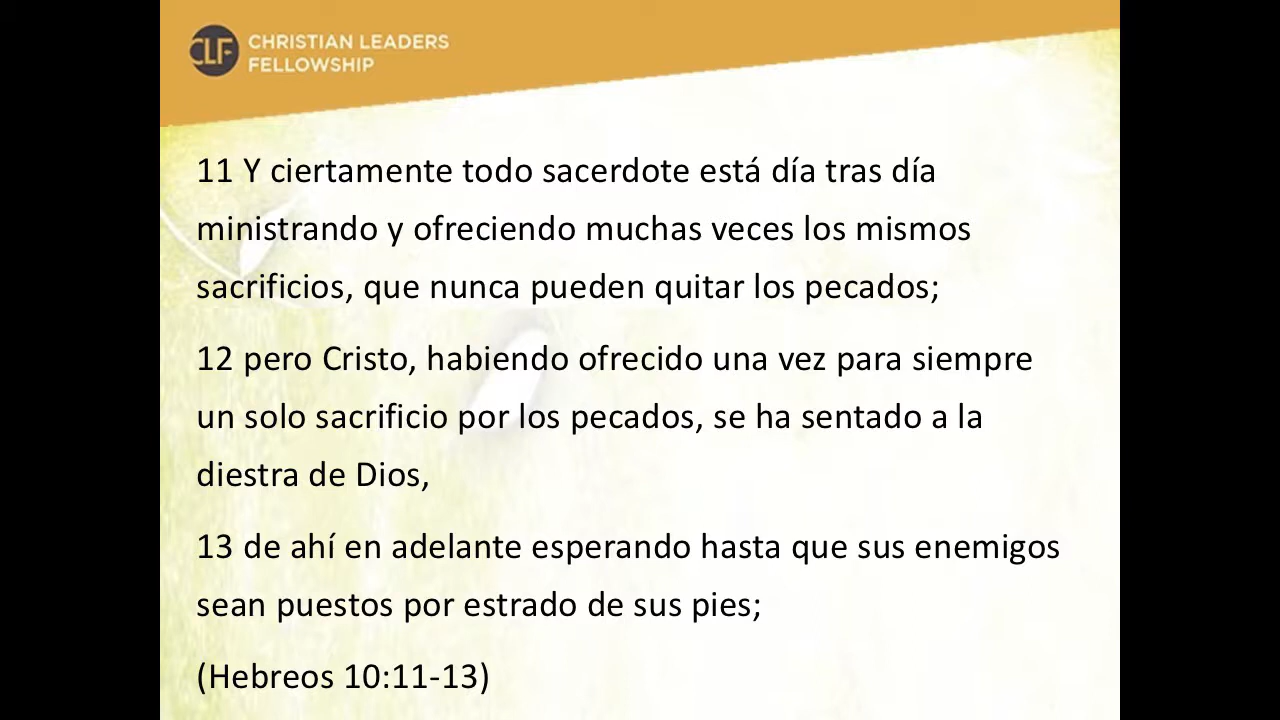 CLF
CHRISTIAN LEADERS
FELLOWSHIP
11 Y ciertamente todo sacerdote está día tras día
ministrando y ofreciendo muchas veces los mismos
sacrificios, que nunca pueden quitar los pecados;
12 pero Cristo, habiendo ofrecido una vez para siempre
un solo sacrificio por los pecados, se ha sentado a la
diestra de Dios,
13 de ahí en adelante esperando hasta que sus enemigos
sean puestos por estrado de sus pies;
(Hebreos 10:11-13)